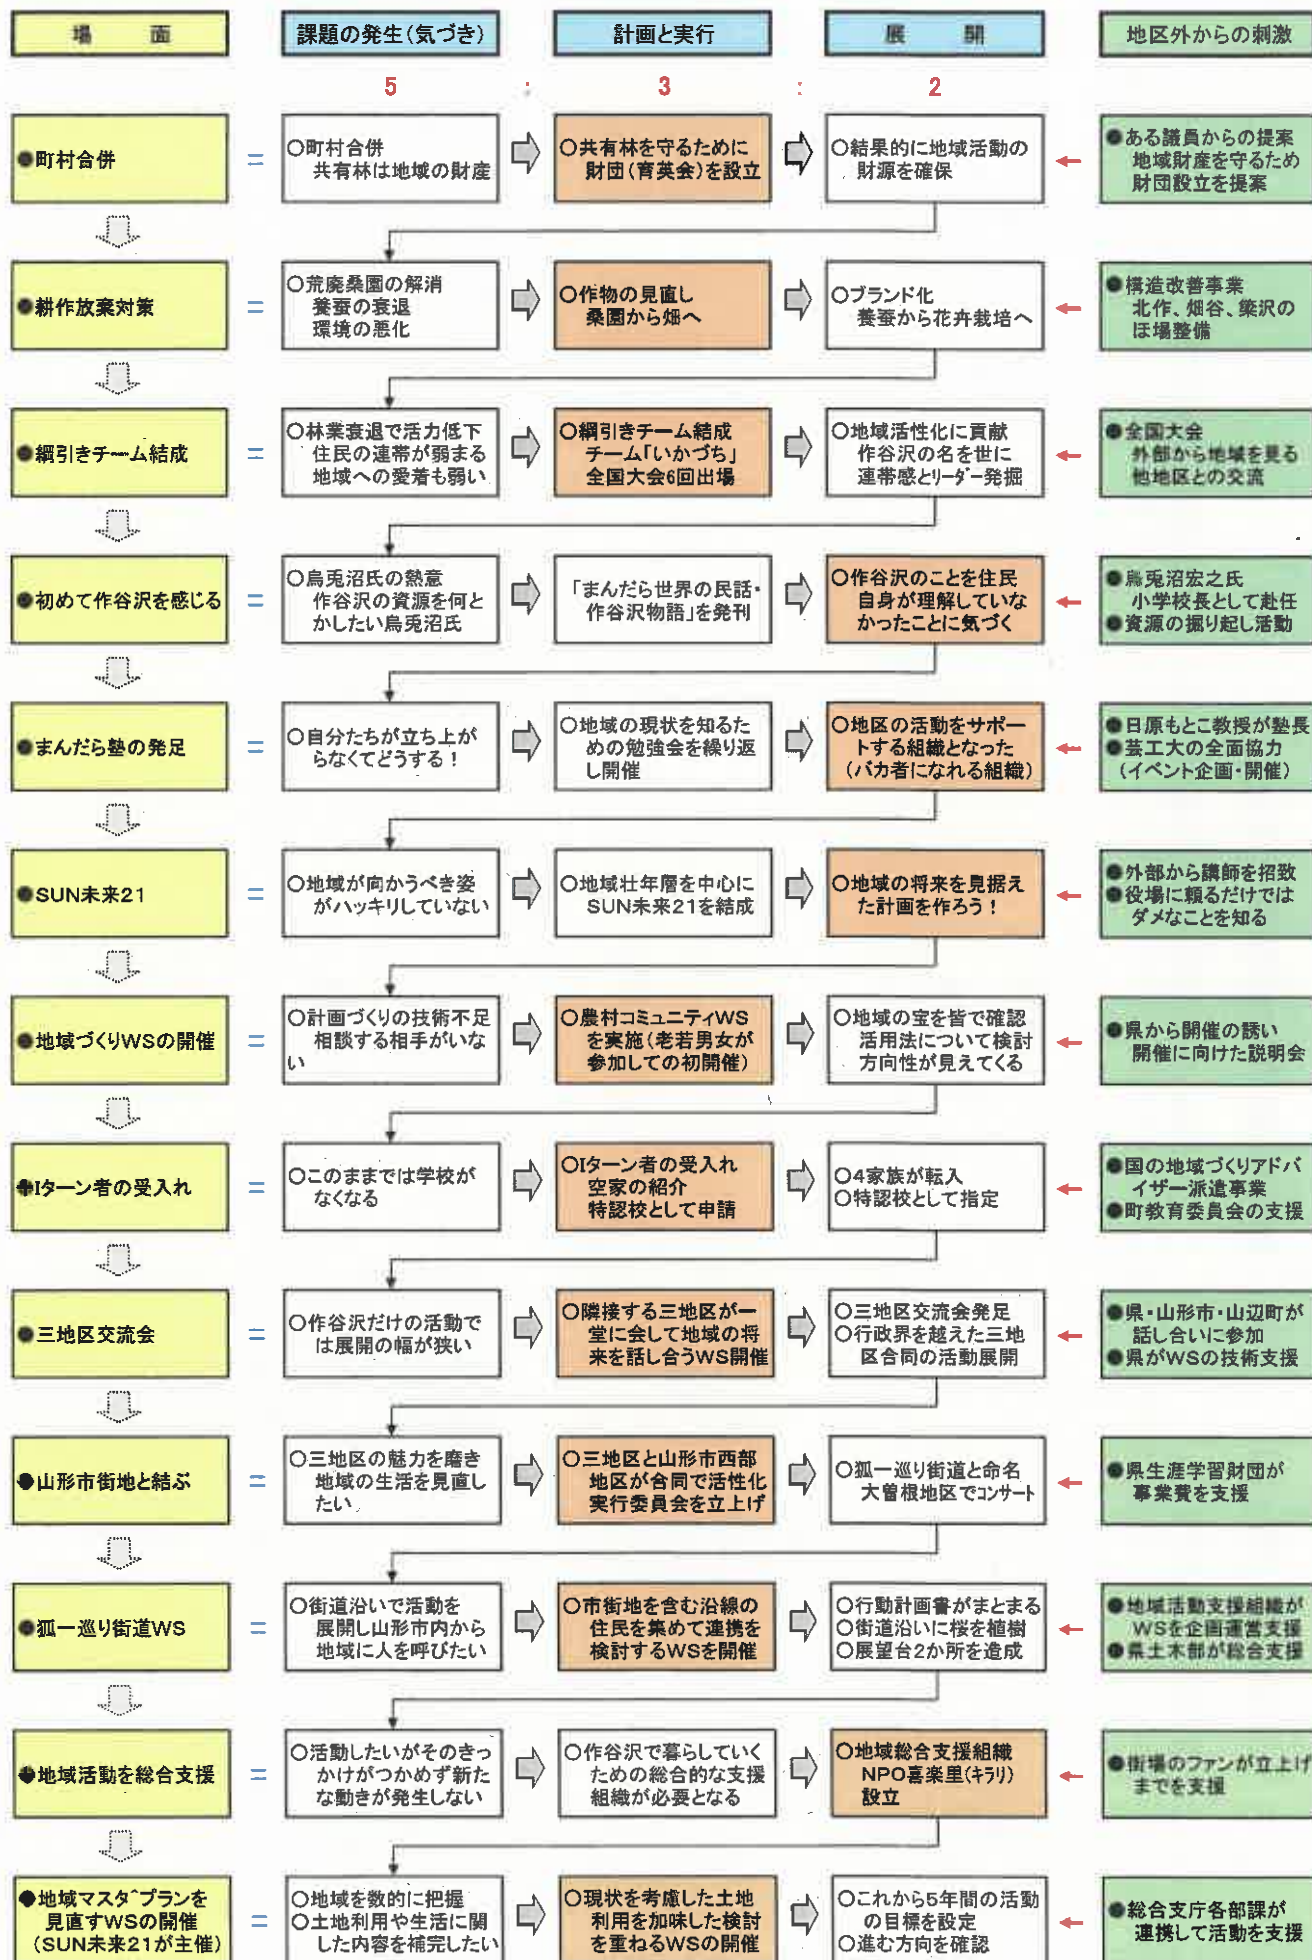 場　面
課題の発生(気づき)
計画と実行
展　開
地区外からの刺激
5 : 3 : 2
●町村合併
=
○町村合併
共有林は地域の財産
○共有林を守るために
財団(育英会)を設立
○結果的に地域活動の
財源を確保
●ある議員からの提案
地域財産を守るため
財団設立を提案
●耕作放棄対策
=
○荒廃桑園の解消
養蚕の衰退
環境の悪化
○作物の見直し
桑園から畑へ
○ブランド化
養蚕から花卉栽培へ
●構造改善事業
北作、畑谷、簗沢の
ほ場整備
●綱引きチーム結成
=
○林業衰退で活力低下
住民の連帯が弱まる
地域への愛着も弱い
○綱引きチーム結成
チーム「いかづち」
全国大会6回出場
○地域活性化に貢献
作谷沢の名を世に
連帯感とリーダー発掘
●全国大会
外部から地域を見る
他地区との交流
●初めて作谷沢を感じる
=
○烏兎沼氏の熱意
作谷沢の資源を何と
かしたい烏兎沼氏
「まんだら世界の民話・
作谷沢物語」を発刊
○作谷沢のことを住民
自身が理解していな
かったことに気づく
●烏兎沼宏之氏
小学校長として赴任
●資源の掘り起し活動
●まんだら塾の発足
=
○自分たちが立ち上が
らなくてどうする！
○地域の現状を知るた
めの勉強会を繰り返
し開催
○地区の活動をサポー
トする組織となった
(バカ者になれる組織)
●日原もとこ教授が塾長
●芸工大の全面協力
(イベント企画・開催)
●SUN未来21
=
○地域が向かうべき姿
がハッキリしていない
○地域壮年層を中心に
SUN未来21を結成
○地域の将来を見据え
た計画を作ろう！
●外部から講師を招致
●役場に頼るだけでは
ダメなことを知る
●地域づくりWSの開催
=
○計画づくりの技術不足
相談する相手がいな
い
○農村コミュニティWS
を実施(老若男女が
参加しての初開催)
○地域の宝を皆で確認
活用法について検討
方向性が見えてくる
●県から開催の誘い
開催に向けた説明会
●Iターン者の受入れ
=
○このままでは学校が
なくなる
○Iターン者の受入れ
空家の紹介
特認校として申請
○4家族が転入
○特認校として指定
●国の地域づくりアドバ
イザー派遣事業
●町教育委員会の支援
●三地区交流会
=
○作谷沢だけの活動で
は展開の幅が狭い
○隣接する三地区が一
堂に会して地域の将
来を話し合うWS開催
○三地区交流会発足
○行政界を越えた三地
区合同の活動展開
●県・山形市・山辺町が
話し合いに参加
●県がWSの技術支援
●山形市街地と結ぶ
=
○三地区の魅力を磨き
地域の生活を見直し
たい
○三地区と山形市西部
地区が合同で活性化
実行委員会を立上げ
○狐一巡り街道と命名
大曽根地区でコンサート
●県生涯学習財団が
事業費を支援
●狐一巡り街道WS
=
○街道沿いで活動を
展開し山形市内から
地域に人を呼びたい
○市街地を含む沿線の
住民を集めて連携を
検討するWSを開催
○行動計画書がまとまる
○街道沿いに桜を植樹
○展望台2か所を造成
●地域活動支援組織が
WSを企画運営支援
●県土木部が総合支援
●地域活動を総合支援
=
○活動したいがそのきっ
かけがつかめず新た
な動きが発生しない
○作谷沢で暮らしていく
ための総合的な支援
組織が必要となる
○地域総合支援組織
NPO喜楽里(キラリ)
設立
●街場のファンが立上げ
までを支援
●地域マスタープランを
見直すWSの開催
(SUN未来21が主催)
=
○地域を数的に把握
○土地利用や生活に関
した内容を補完したい
○現状を考慮した土地
利用を加味した検討
を重ねるWSの開催
○これから5年間の活動
の目標を設定
○進む方向を確認
●総合支庁各部課が
連携して活動を支援